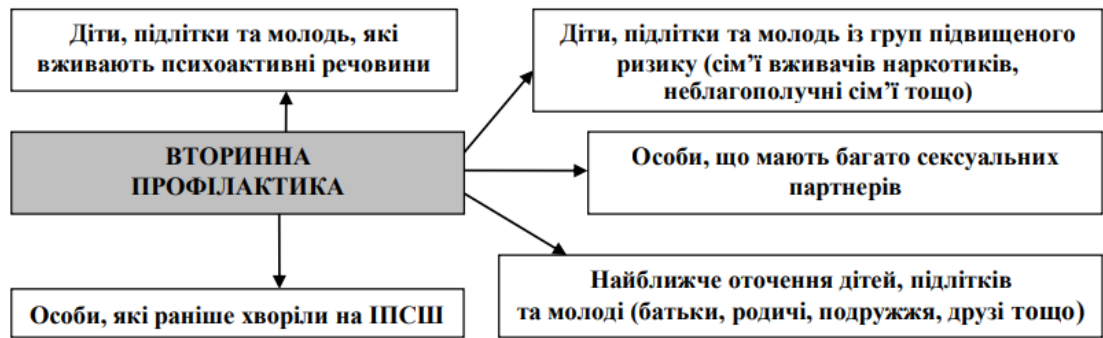 Діти, підлітки та молодь, які
вживають психоактивні речовини
Діти, підлітки та молодь із груп підвищеного
ризику (сім’ї вживачів наркотиків,
неблагополучні сім’ї тощо)
ВТОРИННА
ПРОФІЛАКТИКА
Особи, що мають багато сексуальних
партнерів
Особи, які раніше хворіли на ІПСШ
Найближче оточення дітей, підлітків
та молоді (батьки, родичі, подружжя, друзі тощо)